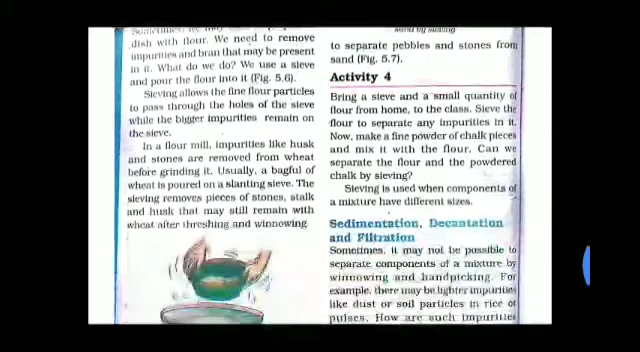 dish with flour. We need to remove
impurities and bran that may be present
in it. What do we do? We use a sieve
and pour the flour into it (Fig. 5.6).
Sieving allows the fine flour particles
to pass through the holes of the sieve
while the bigger impurities remain on
the sieve.
In a flour mill, impurities like husk
and stones are removed from wheat
before grinding it. Usually, a bagful of
wheat is poured on a slanting sieve. The
sieving removes pieces of stones, stalk
and husk that may still remain with
wheat after threshing and winnowing
sand by sieving
to separate pebbles and stones from
sand (Fig. 5.7).
Activity 4
Bring a sieve and a small quantity of
flour from home, to the class. Sieve the
flour to separate any impurities in it.
Now, make a fine powder of chalk pieces
and mix it with the flour. Can we
separate the flour and the powdered
chalk by sieving?
Sieving is used when components of
a mixture have different sizes.
Sedimentation, Decantation
and Filtration
Sometimes, it may not be possible to
separate components of a mixture by
winnowing and handpicking. For
example, there may be lighter impurities
like dust or soil particles in rice or
pulses. How are such impurities